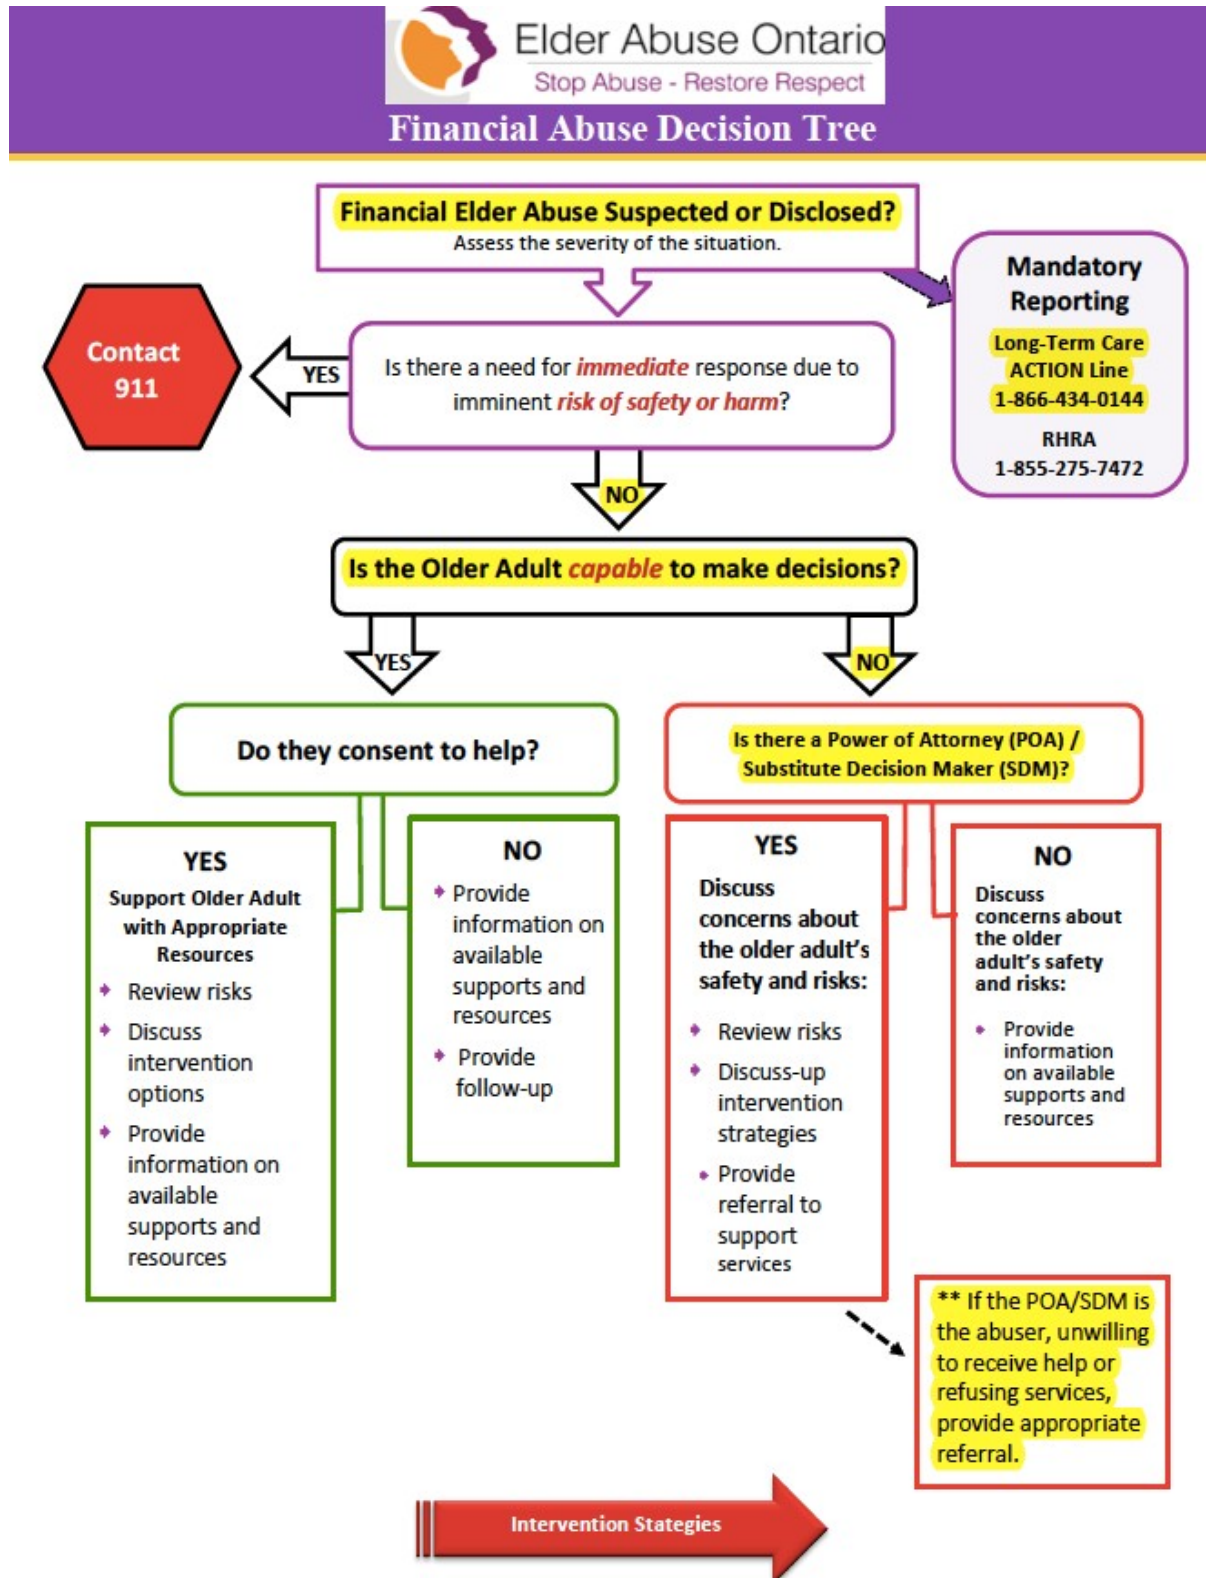 Elder Abuse Ontario
Stop Abuse - Restore Respect
Financial Abuse Decision Tree
Financial Elder Abuse Suspected or Disclosed?
Assess the severity of the situation.
Mandatory
Reporting
Long-Term Care
ACTION Line
1-866-434-0144
RHRA
1-855-275-7472
Contact
911
YES
Is there a need for immediate response due to
imminent risk of safety or harm?
NO
Is the Older Adult capable to make decisions?
YES
NO
Do they consent to help?
Is there a Power of Attorney (POA) /
Substitute Decision Maker (SDM)?
YES
Support Older Adult
with Appropriate
Resources
Review risks
Discuss
intervention
options
Provide
information on
available
supports and
resources
NO
Provide
information on
available
supports and
resources
Provide
follow-up
YES
Discuss
concerns about
the older adult's
safety and risks:
Review risks
Discuss-up
intervention
strategies
Provide
referral to
support
services
NO
Discuss
concerns about
the older
adult's safety
and risks:
Provide
information
on available
supports and
resources
** If the POA/SDM is
the abuser, unwilling
to receive help or
refusing services,
provide appropriate
referral.
Intervention Stategies